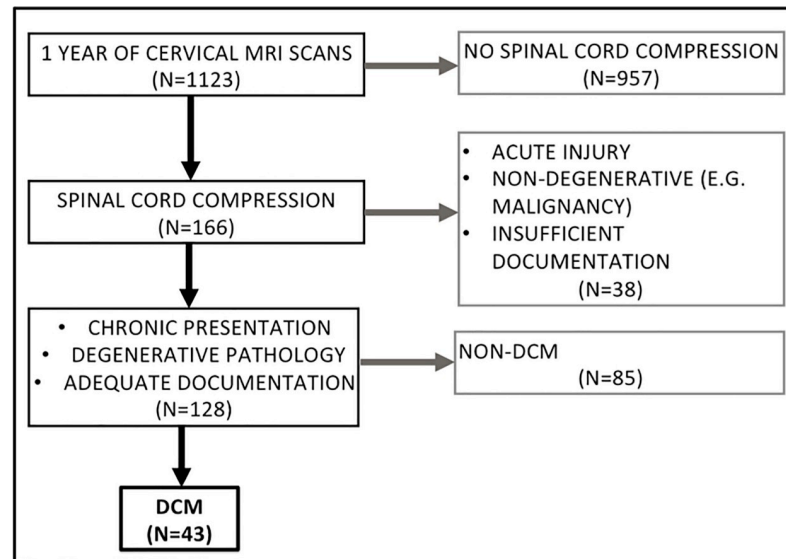 1 YEAR OF CERVICAL MRI SCANS
(N=1123)
NO SPINAL CORD COMPRESSION
(N=957)
SPINAL CORD COMPRESSION
(N=166)
• ACUTE INJURY
• NON-DEGENERATIVE (E.G.
MALIGNANCY)
• INSUFFICIENT
DOCUMENTATION
(N=38)
• CHRONIC PRESENTATION
• DEGENERATIVE PATHOLOGY
• ADEQUATE DOCUMENTATION
(N=128)
NON-DCM
(N=85)
DCM
(N=43)